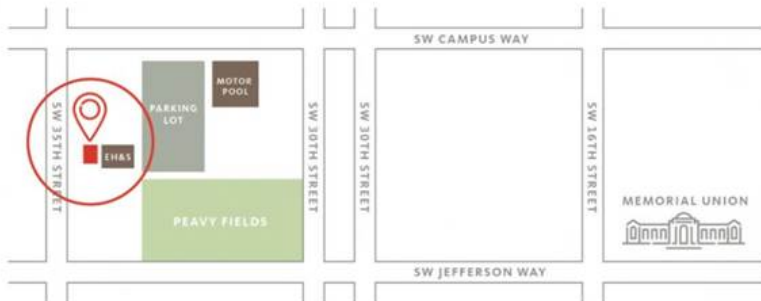 SW CAMPUS WAY
SW 35TH STREET
PARKING
LOT
MOTOR
POOL
EH&S
PEAVY FIELDS
SW 30TH STREET
SW 30TH STREET
SW 16TH STREET
MEMORIAL UNION
SW JEFFERSON WAY